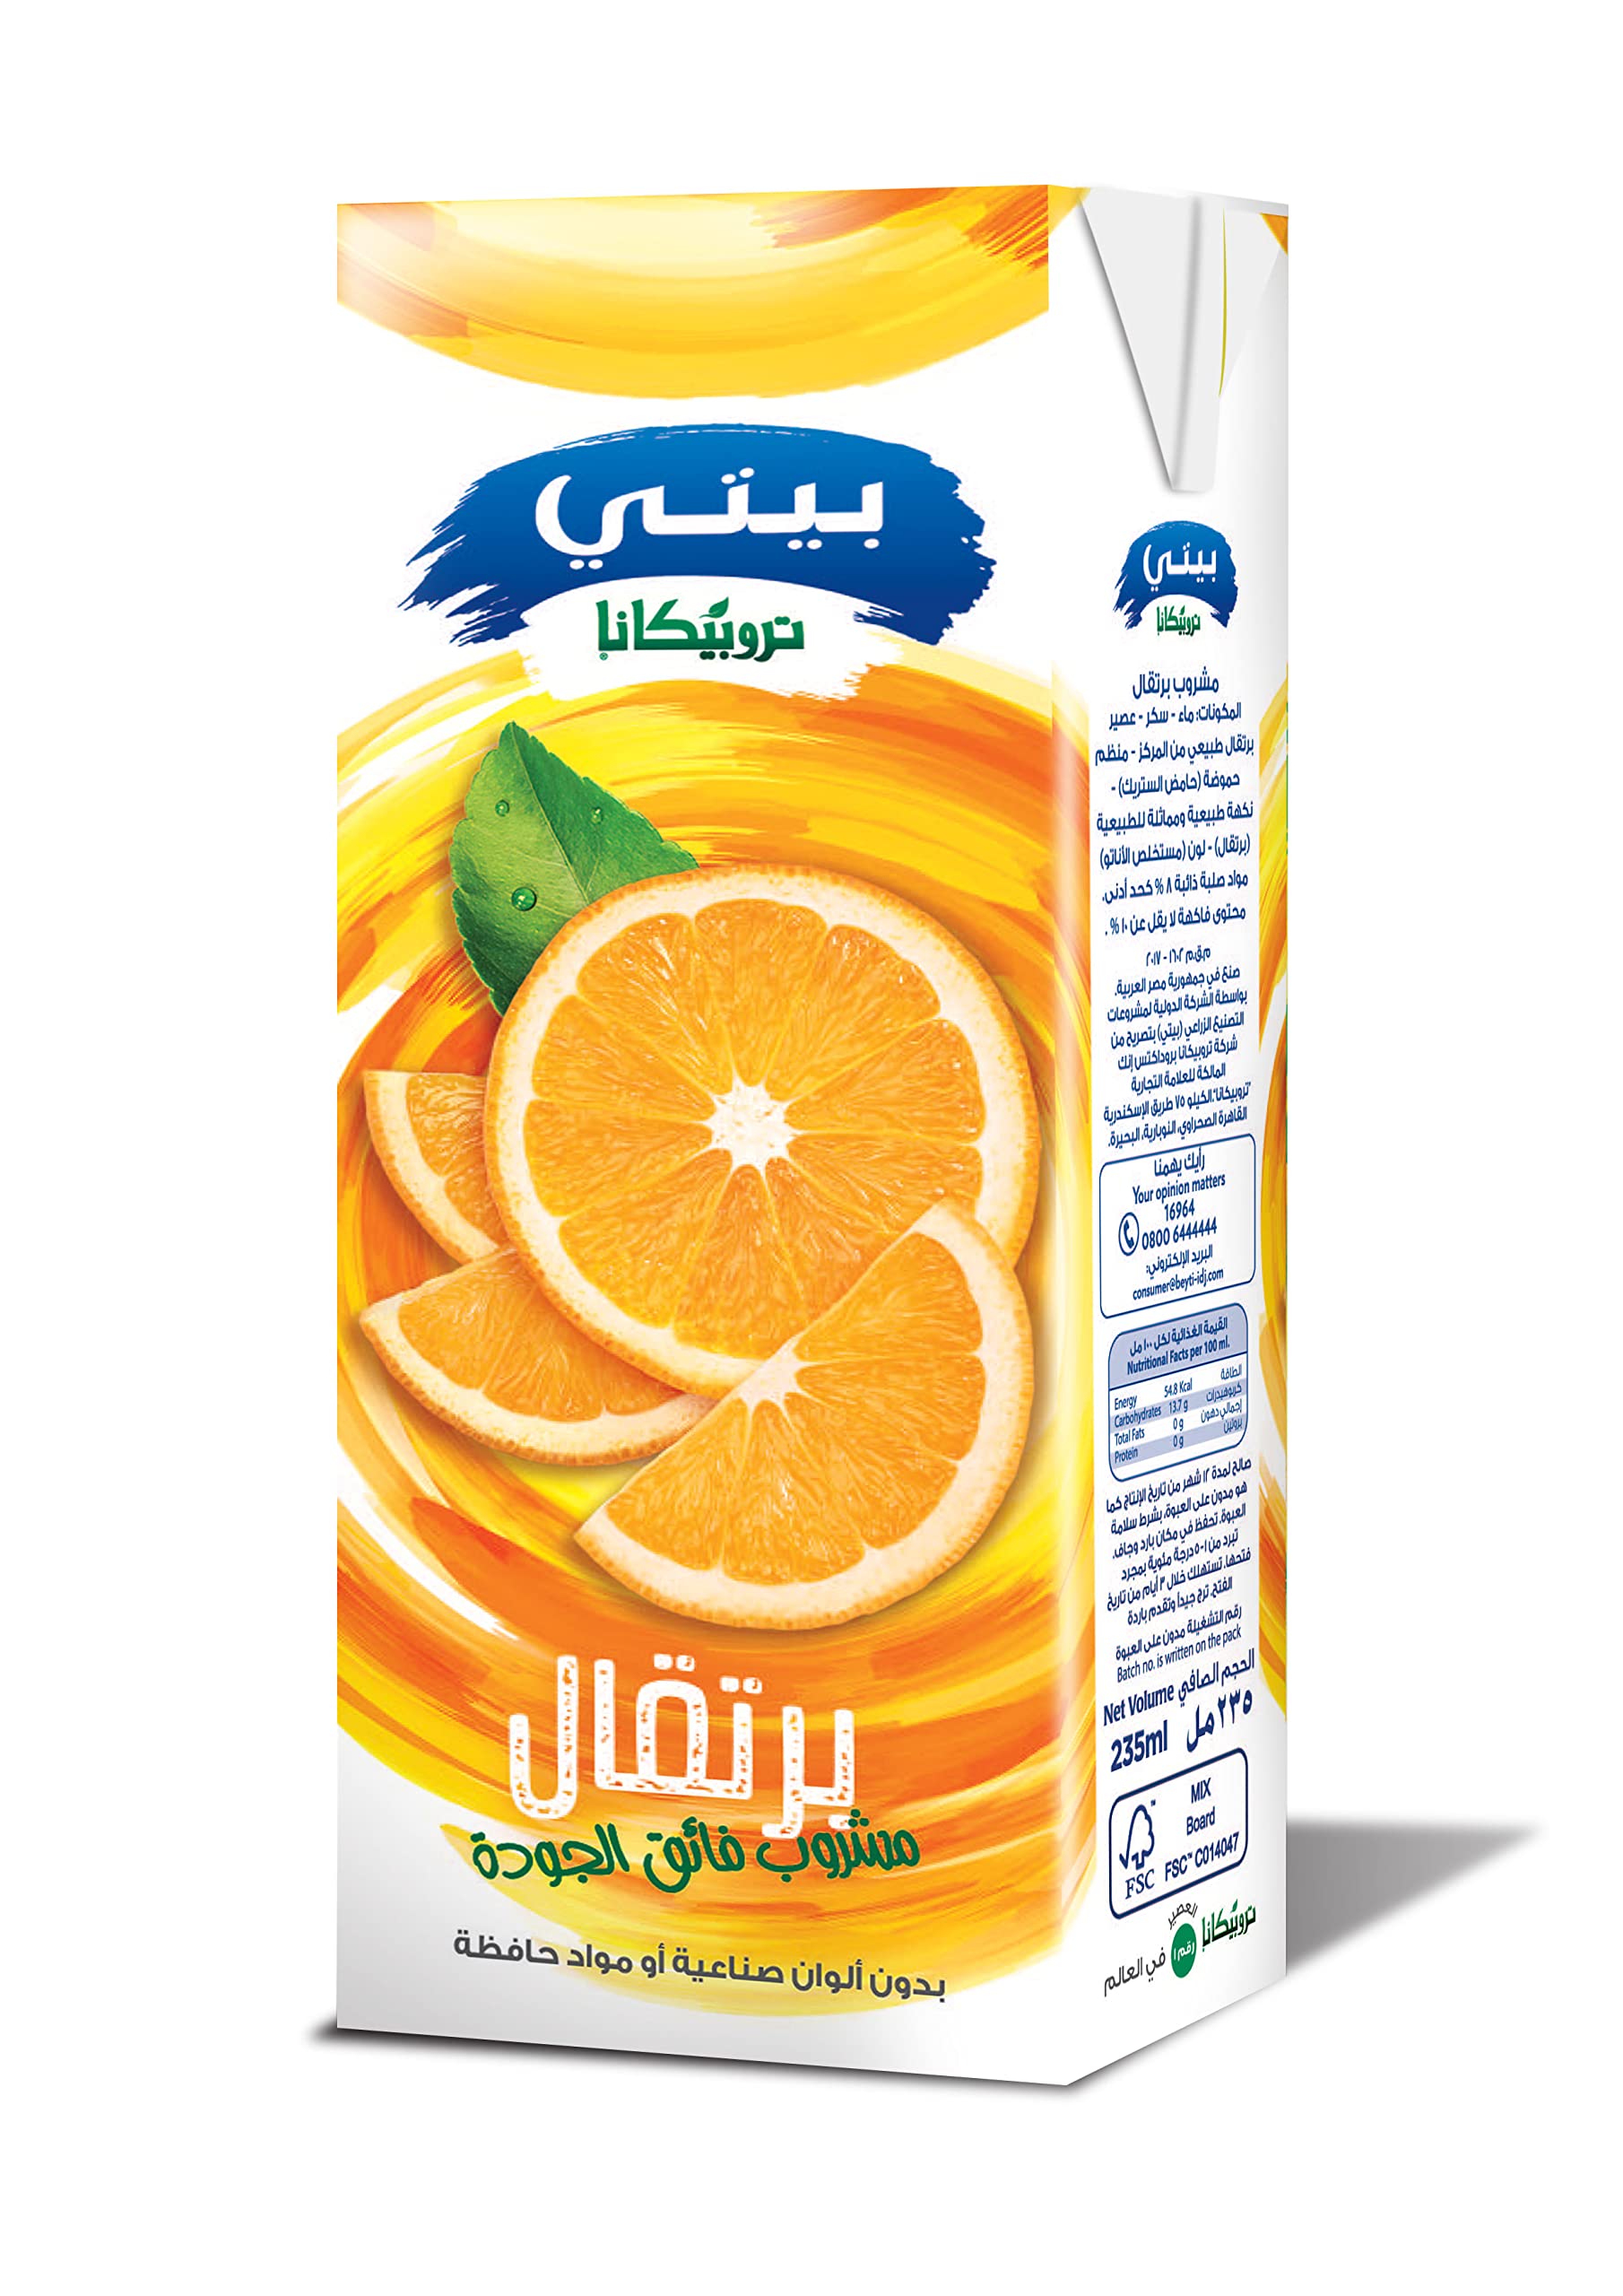 بيتي
تروبيكانا
برتقال
مشروب فائق الجودة
بدون ألوان صناعية أو مواد حافظة
بيتي
تروبيكانا
مشروب برتقال
المكونات: ماء - سكر - عصير
برتقال طبيعي من المركز - منظم
حموضة (حامض الستريك) -
نكهة طبيعية ومماثلة للطبيعية
(برتقال) - لون (مستخلص الأناتو)
مواد صلبة ذائبة ٨ % كحد أدنى.
محتوى فاكهة لا يقل عن ١٠ %.
م.ق.م ١٦٠٢ - ٢٠١٧
صنع في جمهورية مصر العربية.
بواسطة الشركة الدولية لمشروعات
التصنيع الزراعي (بيتي) بتصريح من
شركة تروبيكانا بروداكتس إنك
المالكة للعلامة التجارية
"تروبيكانا".الكيلو ٧٥ طريق الإسكندرية
القاهرة الصحراوي، النوبارية، البحيرة.
رأيك يهمنا
Your opinion matters
16964
0800 6444444
البريد الإلكتروني:
consumer@beyti-idj.com
القيمة الغذائية لكل ١٠٠ مل
Nutritional Facts per 100 ml.
Energy 54.8 Kcal الطاقة
Carbohydrates 13.7 g كربوهيدرات
Total Fats 0 g إجمالي دهون
Protein 0 g بروتين
صالح لمدة ١٢ شهر من تاريخ الإنتاج كما
هو مدون على العبوة، بشرط سلامة
العبوة. تحفظ في مكان بارد وجاف.
تبرد من ١-٥ درجة مئوية بمجرد
فتحها. تستهلك خلال ٣ أيام من تاريخ
الفتح. ترج جيدا وتقدم باردة
رقم التشغيلة مدون على العبوة
Batch no. is written on the pack
Net Volume الحجم الصافي
235ml ٢٣٥ مل
MIX
Board
FSC™ C014047
FSC
تروبيكانا العصير رقم ١ في العالم